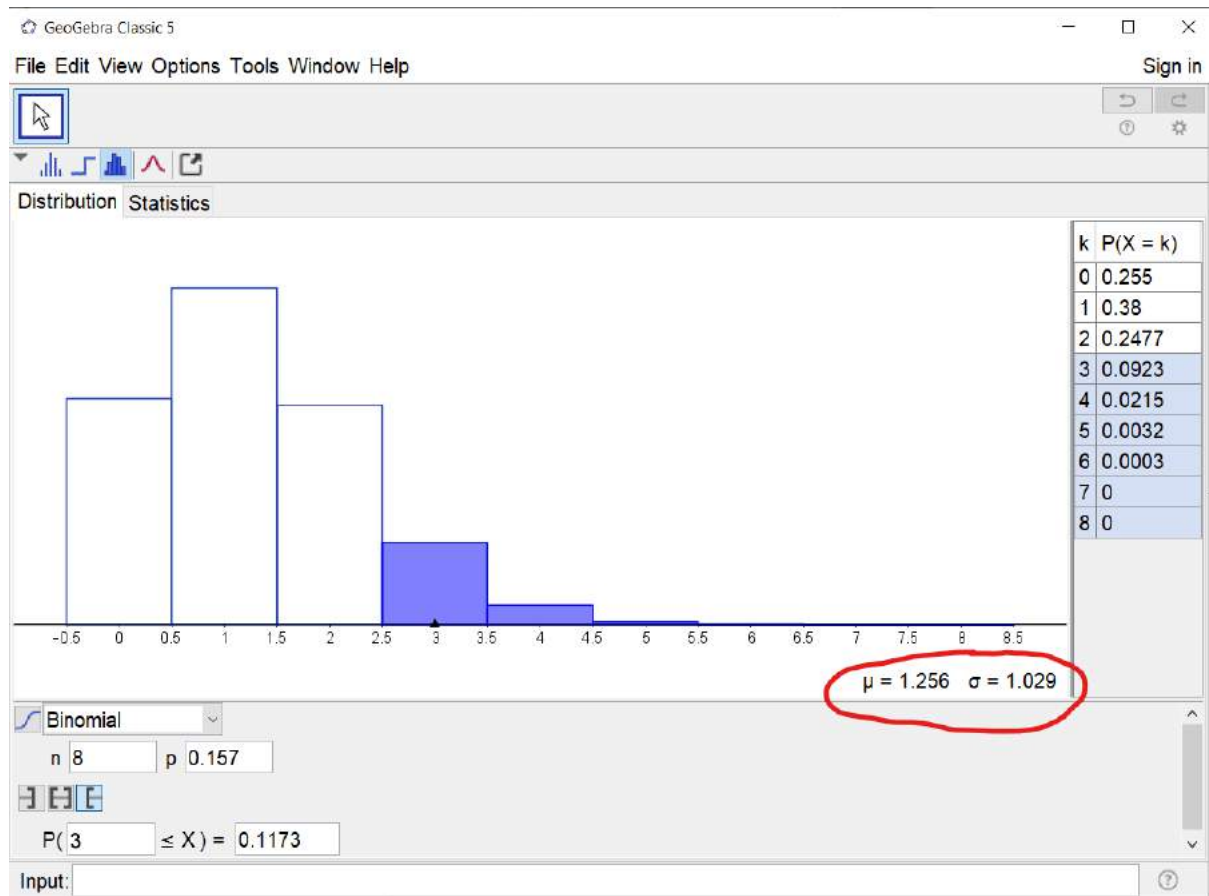 GeoGebra Classic 5
File Edit View Options Tools Window Help
Sign in
Distribution Statistics
k P(X = k)
0 0.255
1 0.38
2 0.2477
3 0.0923
4 0.0215
5 0.0032
6 0.0003
7 0
8 0
-0.5 0 0.5 1 1.5 2 2.5 3 3.5 4 4.5 5 5.5 6 6.5 7 7.5 8 8.5
μ = 1.256 σ = 1.029
Binomial
n 8 p 0.157
P( 3 ≤ X ) = 0.1173
Input: